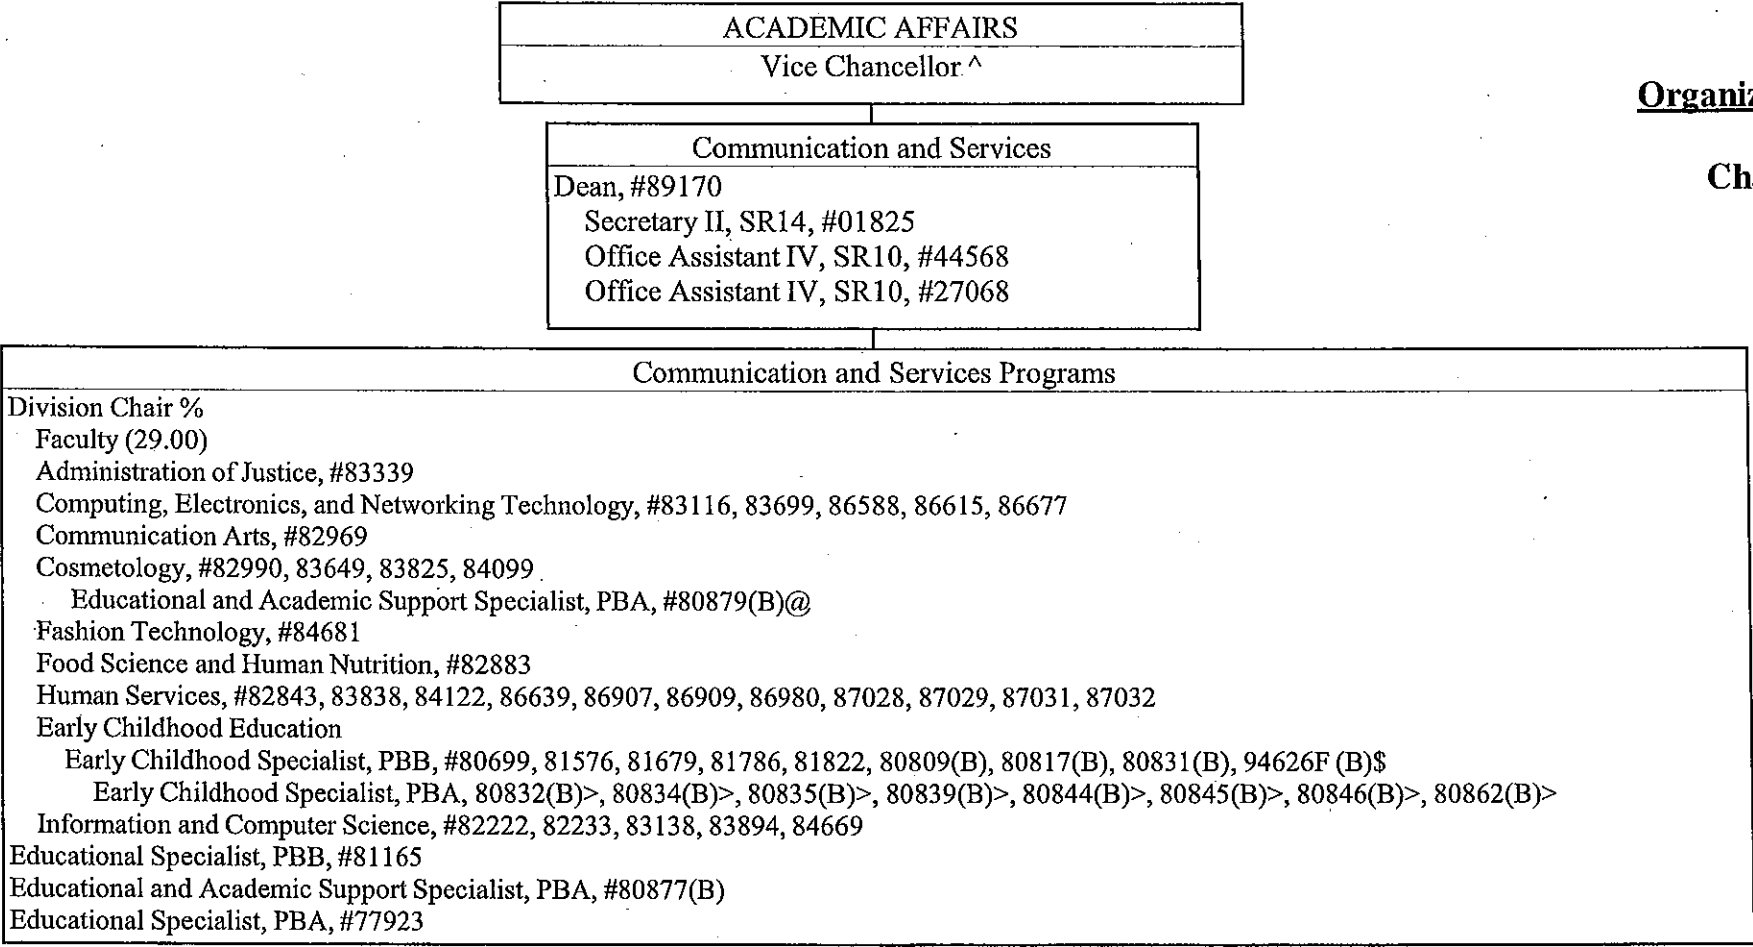 ACADEMIC AFFAIRS
Vice Chancellor ^
Organiz
Communication and Services
Ch
Dean, #89170
Secretary II, SR14, #01825
Office Assistant IV, SR10, #44568
Office Assistant IV, SR10, #27068
Communication and Services Programs
Division Chair %
Faculty (29.00)
Administration of Justice, #83339
Computing, Electronics, and Networking Technology, #83116, 83699, 86588, 86615, 86677
Communication Arts, #82969
Cosmetology, #82990, 83649, 83825, 84099
Educational and Academic Support Specialist, PBA, #80879(B)@
Fashion Technology, #84681
Food Science and Human Nutrition, #82883
Human Services, #82843, 83838, 84122, 86639, 86907, 86909, 86980, 87028, 87029, 87031, 87032
Early Childhood Education
Early Childhood Specialist, PBB, #80699, 81576, 81679, 81786, 81822, 80809(B), 80817(B), 80831(B), 94626F (B)$
Early Childhood Specialist, PBA, 80832(B)>, 80834(B)>, 80835(B)>, 80839(B)>, 80844(B)>, 80845(B)>, 80846(B)>, 80862(B)>
Information and Computer Science, #82222, 82233, 83138, 83894, 84669
Educational Specialist, PBB, #81165
Educational and Academic Support Specialist, PBA, #80877(B)
Educational Specialist, PBA, #77923